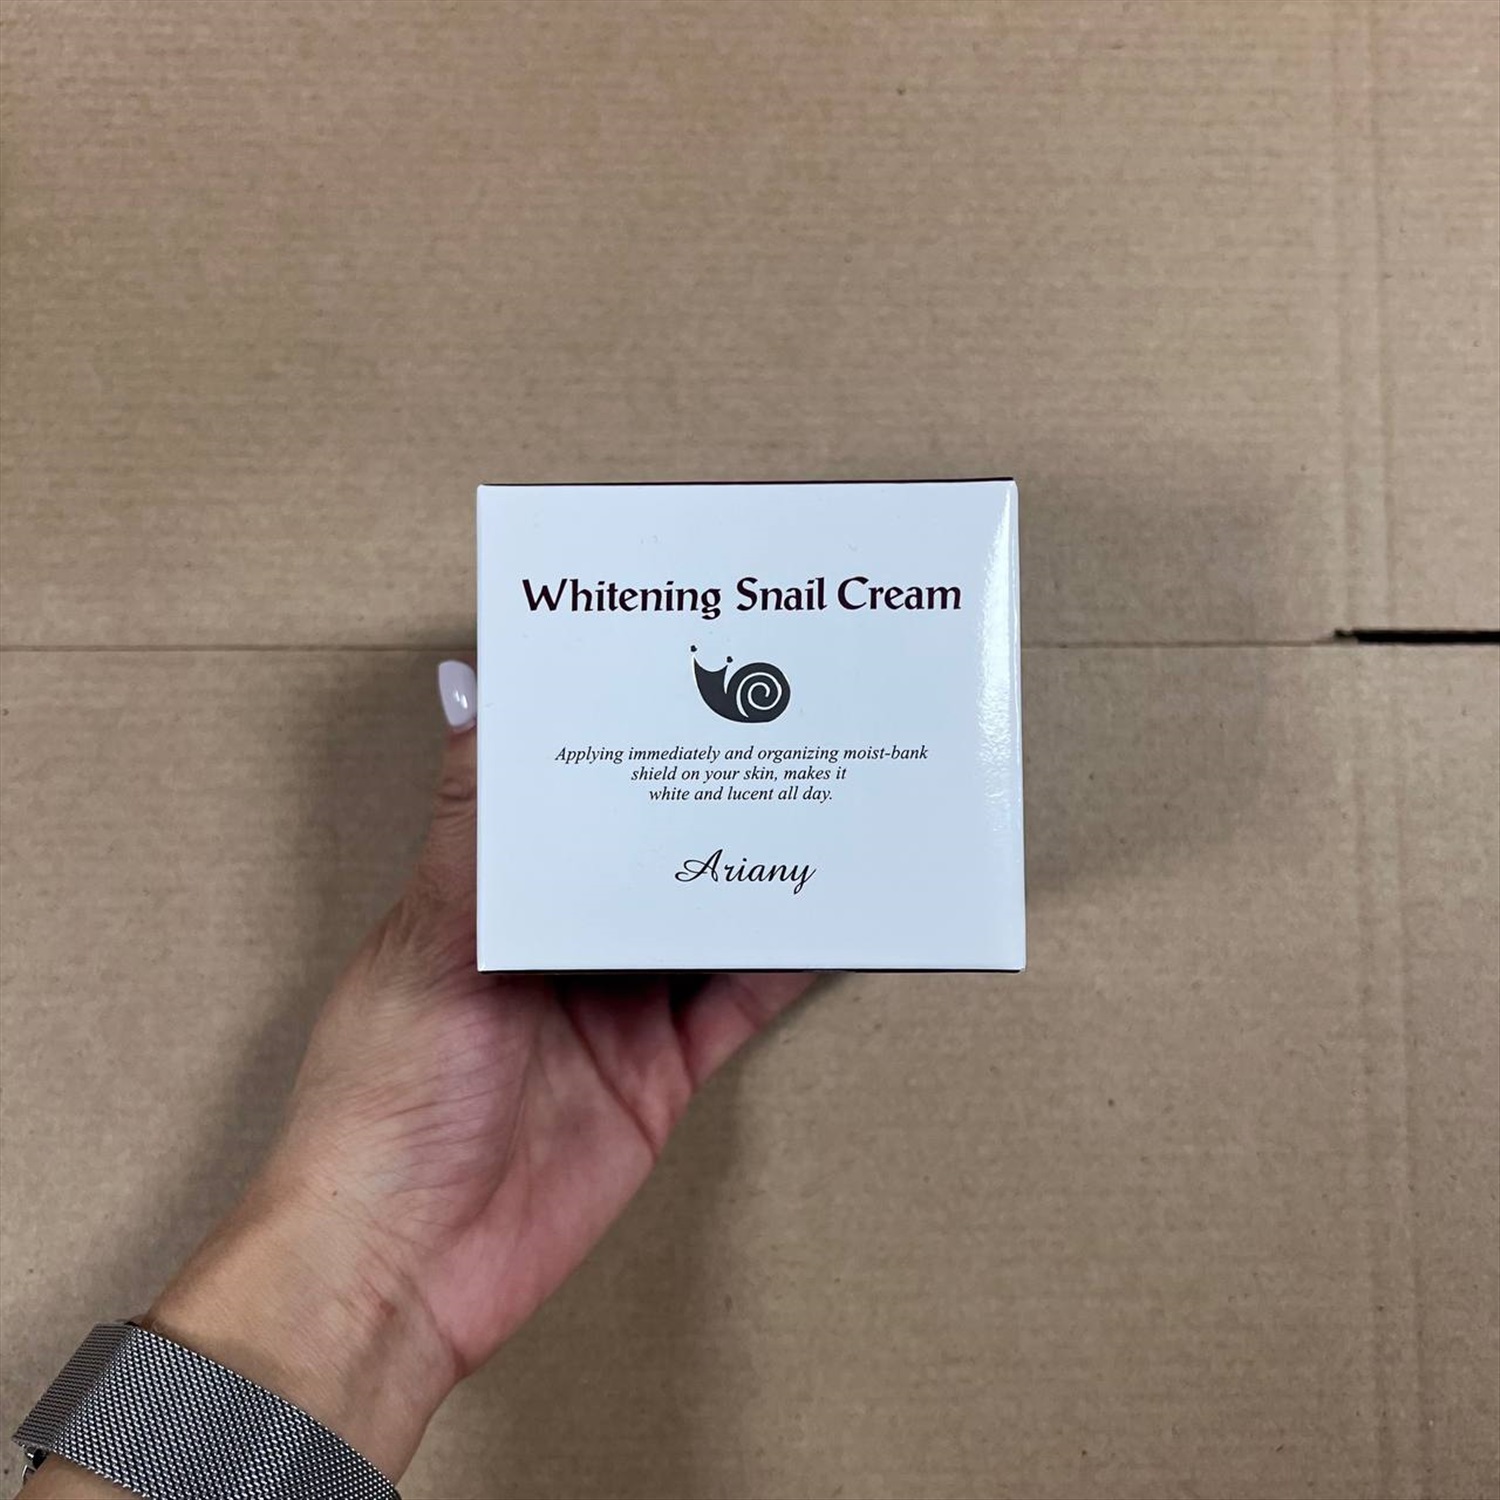 Whitening Snail Cream
Applying immediately and organizing moist-bank
shield on your skin, makes it
white and lucent all day.
Ariany